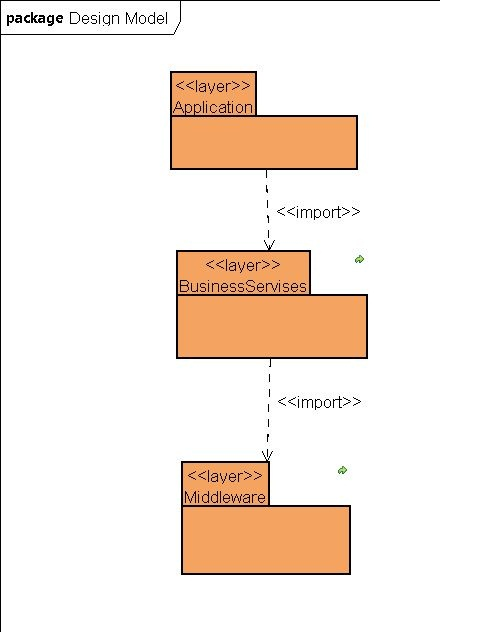 package Design Model
<<layer>>
Application
<<import>>
<<layer>>
BusinessServises
<<import>>
<<layer>>
Middleware